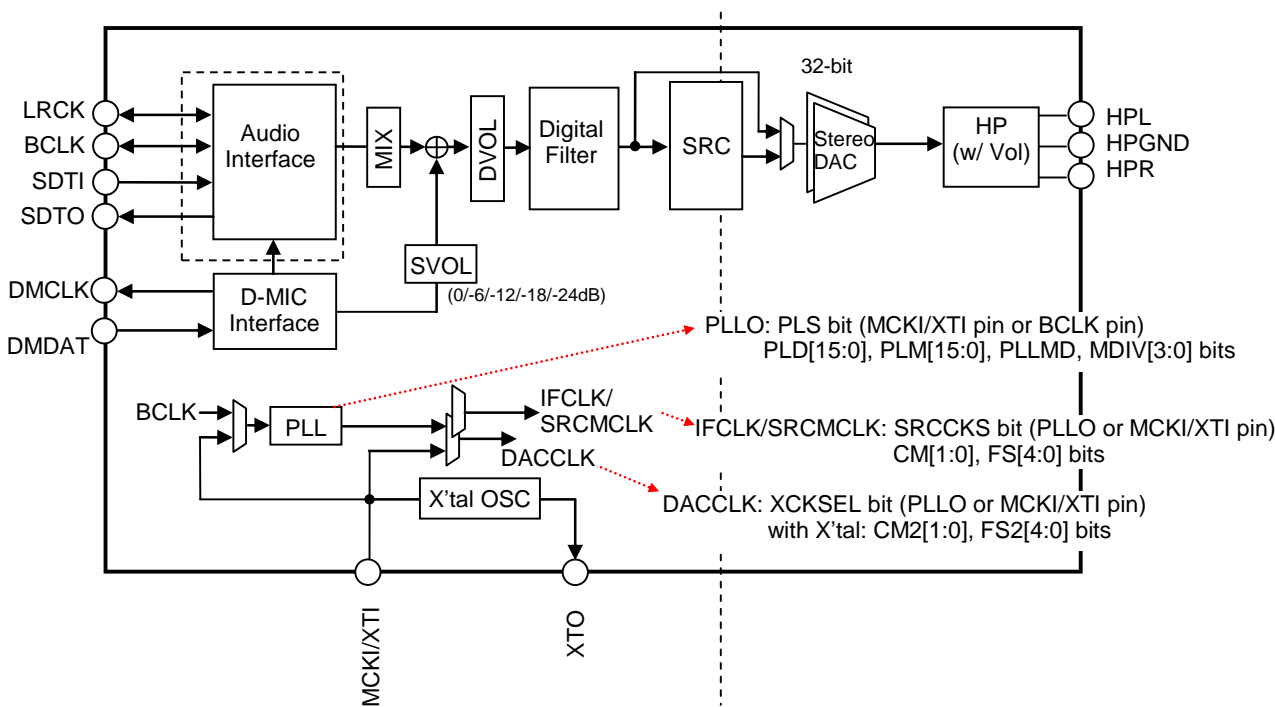 32-bit
LRCK
BCLK
SDTI
SDTO
DMCLK
DMDAT
Audio
Interface
MIX
DVOL
Digital
Filter
SRC
Stereo
DAC
HP
(w/ Vol)
HPL
HPGND
HPR
D-MIC
Interface
SVOL
(0/-6/-12/-18/-24dB)
PLLO: PLS bit (MCKI/XTI pin or BCLK pin)
PLD[15:0], PLM[15:0], PLLMD, MDIV[3:0] bits
BCLK
PLL
IFCLK/
SRCMCLK
DACCLK
IFCLK/SRCMCLK: SRCCKS bit (PLLO or MCKI/XTI pin)
CM[1:0], FS[4:0] bits
X'tal OSC
DACCLK: XCKSEL bit (PLLO or MCKI/XTI pin)
with X'tal: CM2[1:0], FS2[4:0] bits
MCKI/XTI
XTO